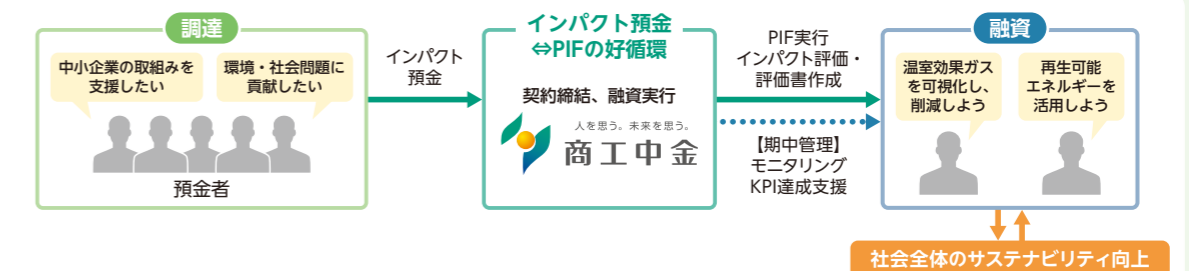 調達
中小企業の取組みを
支援したい
環境・社会問題に
貢献したい
預金者
インパクト
預金
インパクト預金
⇔PIFの好循環
契約締結、融資実行
人を思う。未来を思う。
商工中金
PIF実行
インパクト評価・
評価書作成
【期中管理】
モニタリング
KPI達成支援
融資
温室効果ガス
を可視化し、
削減しよう
再生可能
エネルギーを
活用しよう
社会全体のサステナビリティ向上